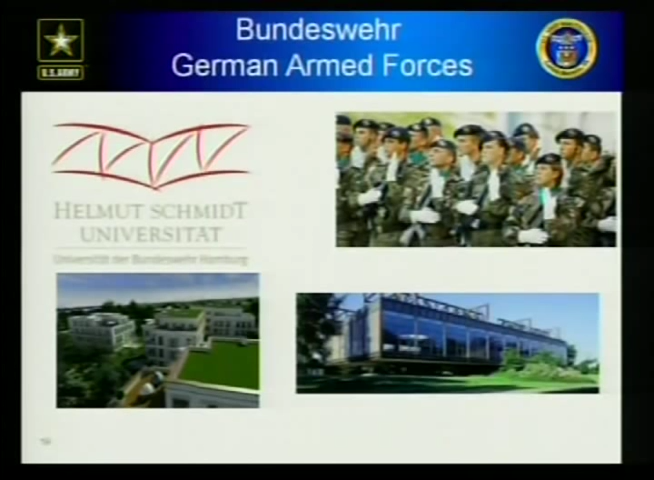 Bundeswehr
German Armed Forces
U.S.ARMY
HELMUT SCHMIDT
UNIVERSITÄT
Universität der Bundeswehr Hamburg